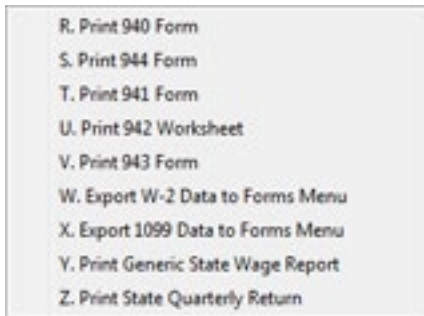 R. Print 940 Form
S. Print 944 Form
T. Print 941 Form
U. Print 942 Worksheet
V. Print 943 Form
W. Export W-2 Data to Forms Menu
X. Export 1099 Data to Forms Menu
Y. Print Generic State Wage Report
Z. Print State Quarterly Return